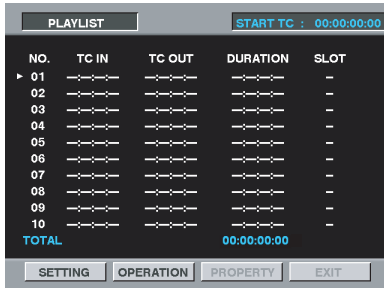 PLAYLIST START TC : 00:00:00:00
NO. TC IN TC OUT DURATION SLOT
01 —:—:—:— —:—:—:— —:—:—:— –
02 —:—:—:— —:—:—:— —:—:—:— –
03 —:—:—:— —:—:—:— —:—:—:— –
04 —:—:—:— —:—:—:— —:—:—:— –
05 —:—:—:— —:—:—:— —:—:—:— –
06 —:—:—:— —:—:—:— —:—:—:— –
07 —:—:—:— —:—:—:— —:—:—:— –
08 —:—:—:— —:—:—:— —:—:—:— –
09 —:—:—:— —:—:—:— —:—:—:— –
10 —:—:—:— —:—:—:— —:—:—:— –
TOTAL 00:00:00:00
SETTING OPERATION PROPERTY EXIT